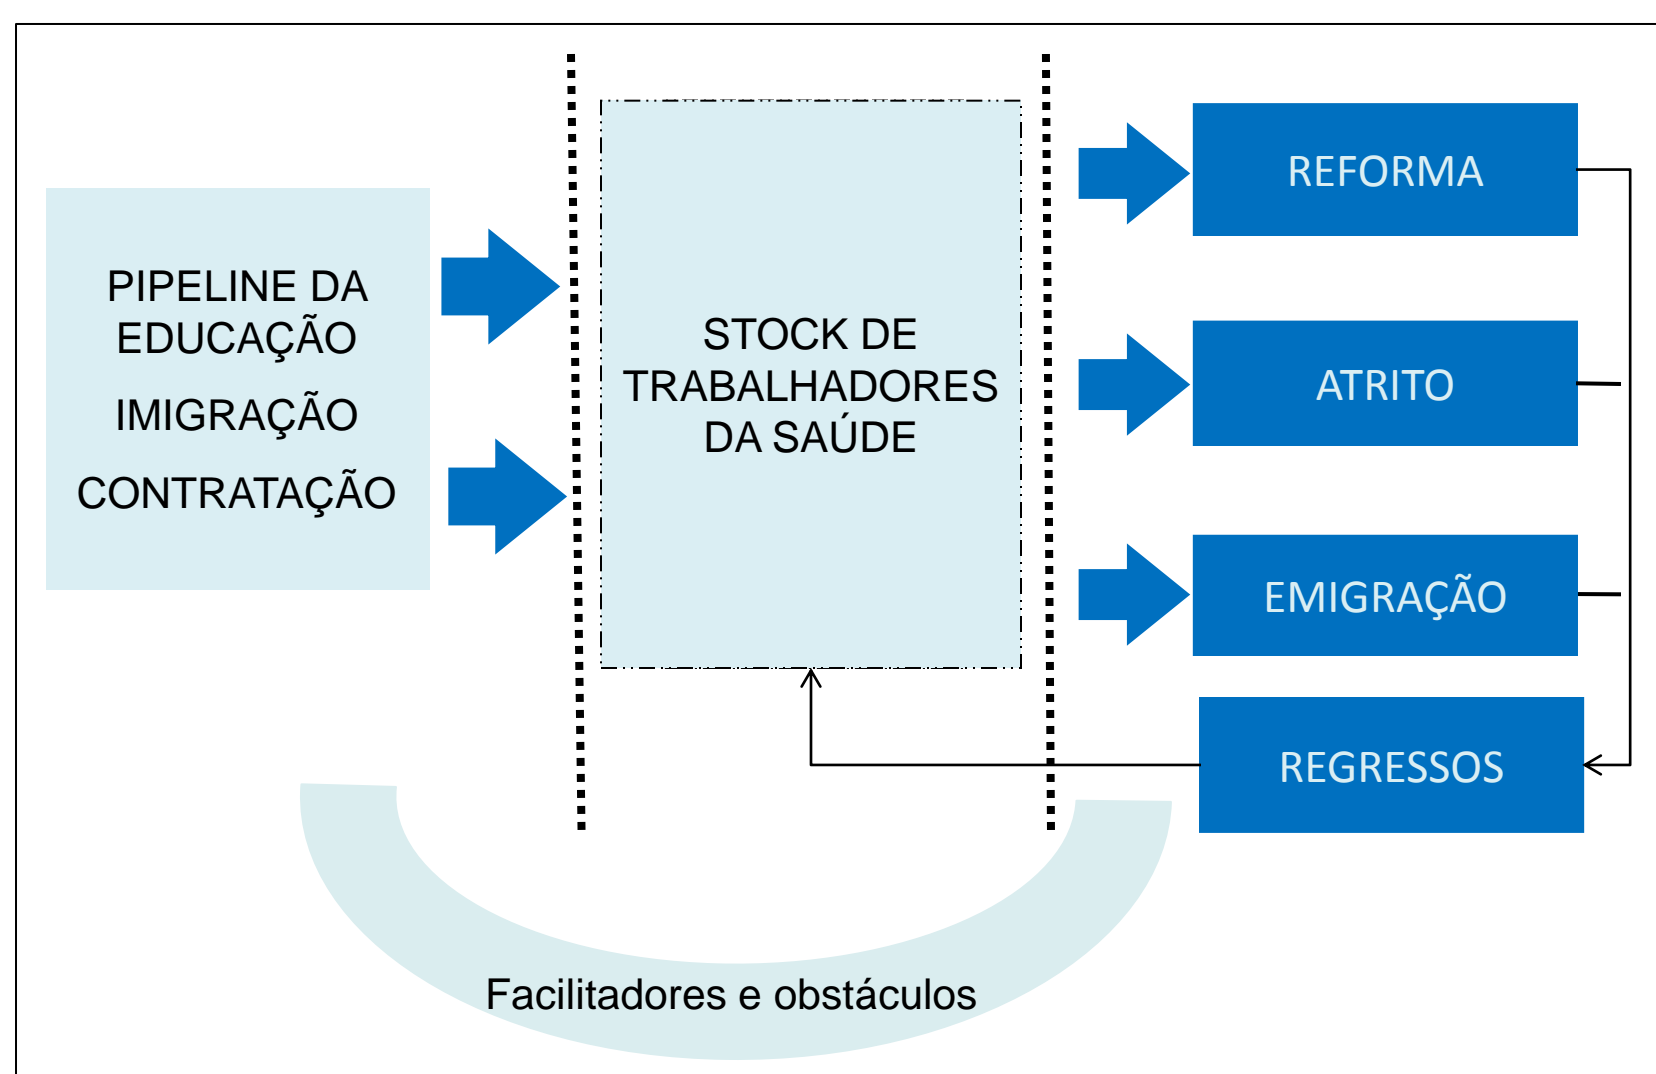 PIPELINE DA
EDUCAÇÃO
IMIGRAÇÃO
CONTRATAÇÃO
STOCK DE
TRABALHADORES
DA SAÚDE
REFORMA
ATRITO
EMIGRAÇÃO
REGRESSOS
Facilitadores e obstáculos